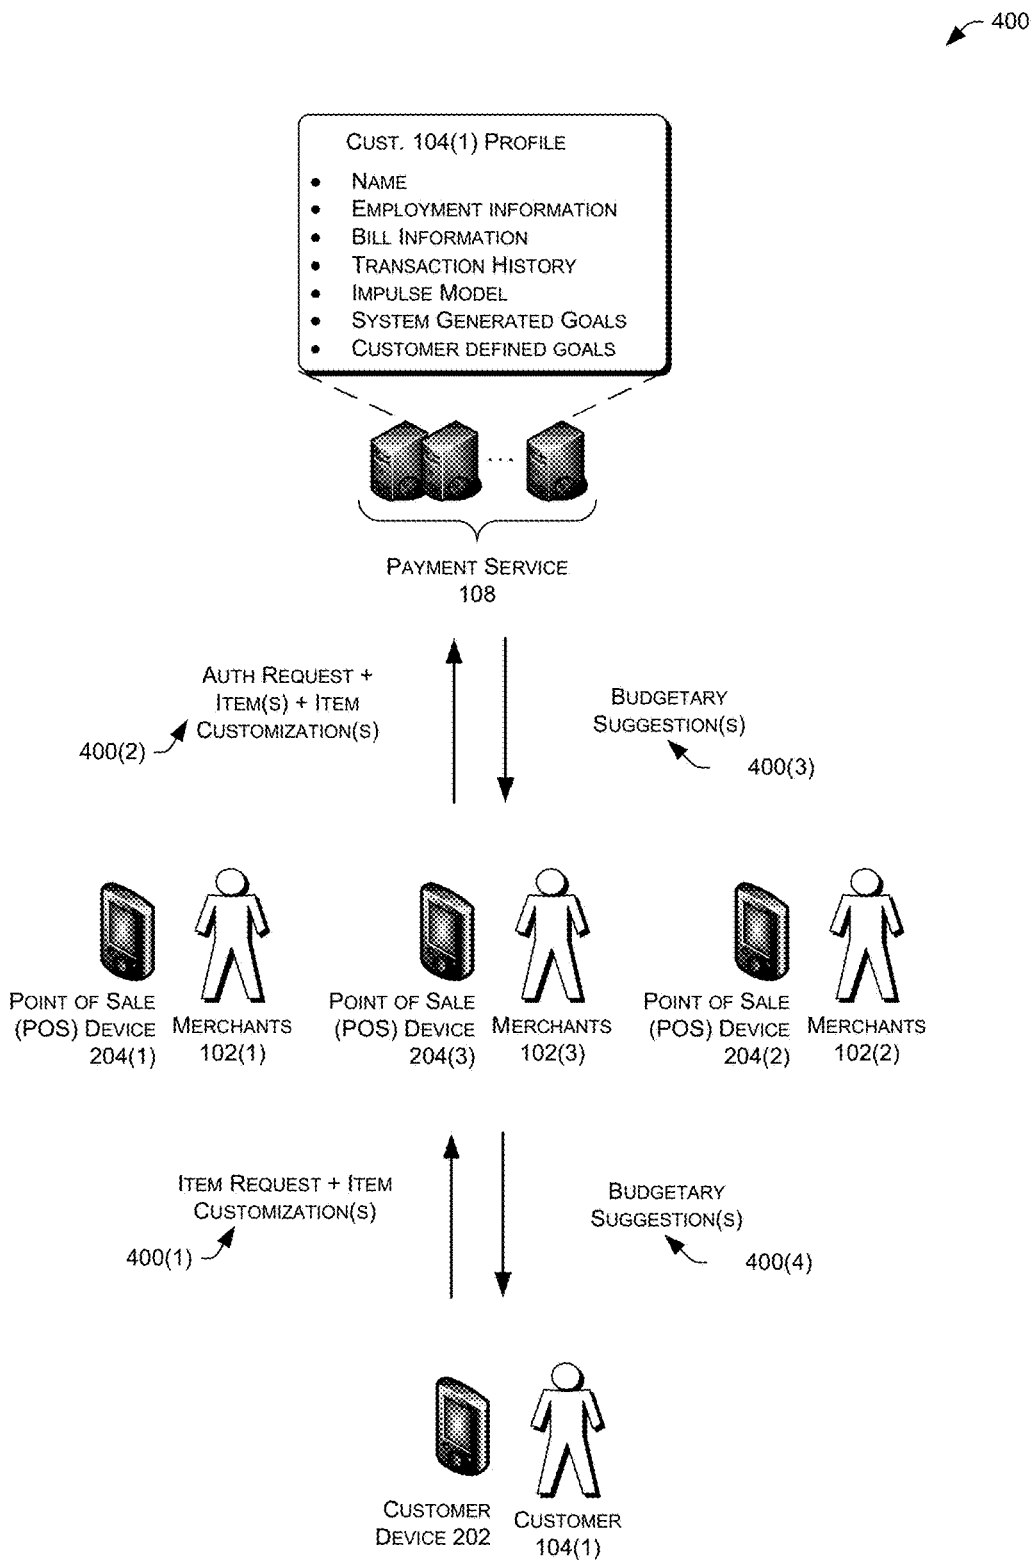 400
CUST. 104(1) PROFILE
• NAME
• EMPLOYMENT INFORMATION
• BILL INFORMATION
• TRANSACTION HISTORY
• IMPULSE MODEL
• SYSTEM GENERATED GOALS
• CUSTOMER DEFINED GOALS
...
PAYMENT SERVICE
108
AUTH REQUEST +
ITEM(S) + ITEM
CUSTOMIZATION(S)
400(2)
BUDGETARY
SUGGESTION(S)
400(3)
POINT OF SALE
(POS) DEVICE
204(1)
MERCHANTS
102(1)
POINT OF SALE
(POS) DEVICE
204(3)
MERCHANTS
102(3)
POINT OF SALE
(POS) DEVICE
204(2)
MERCHANTS
102(2)
ITEM REQUEST + ITEM
CUSTOMIZATION(S)
400(1)
BUDGETARY
SUGGESTION(S)
400(4)
CUSTOMER
DEVICE 202
CUSTOMER
104(1)